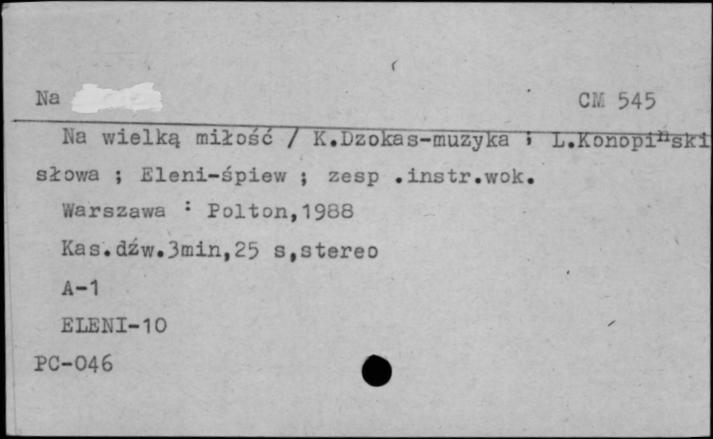 Na CM 545
Na wielką miłość / K.Dzokas-muzyka ; L.Konopiński
słowa ; Eleni-śpiew ; zesp .instr.wok.
Warszawa : Polton,1988
Kas.dźw.3min,25 s,stereo
A-1
ELENI-10
PC-046